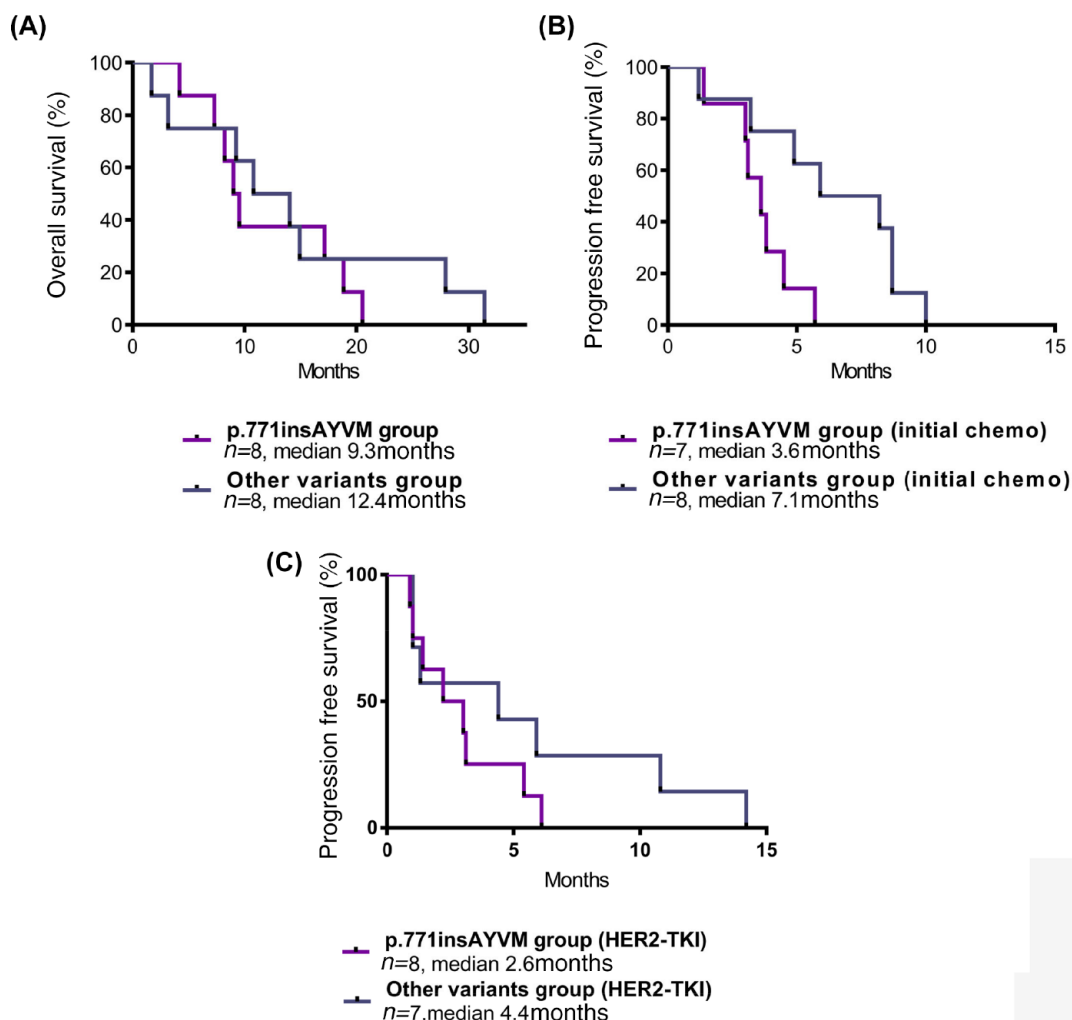 (A)
Overall survival (%)
100
80
60
40
20
0
0 10 20 30
Months
p.771insAYVM group
n=8, median 9.3months
Other variants group
n=8, median 12.4months
(B)
Progression free survival (%)
100
80
60
40
20
0
0 5 10 15
Months
p.771insAYVM group (initial chemo)
n=7, median 3.6months
Other variants group (initial chemo)
n=8, median 7.1months
(C)
Progression free survival (%)
100
50
0
0 5 10 15
Months
p.771insAYVM group (HER2-TKI)
n=8, median 2.6months
Other variants group (HER2-TKI)
n=7.median 4.4months